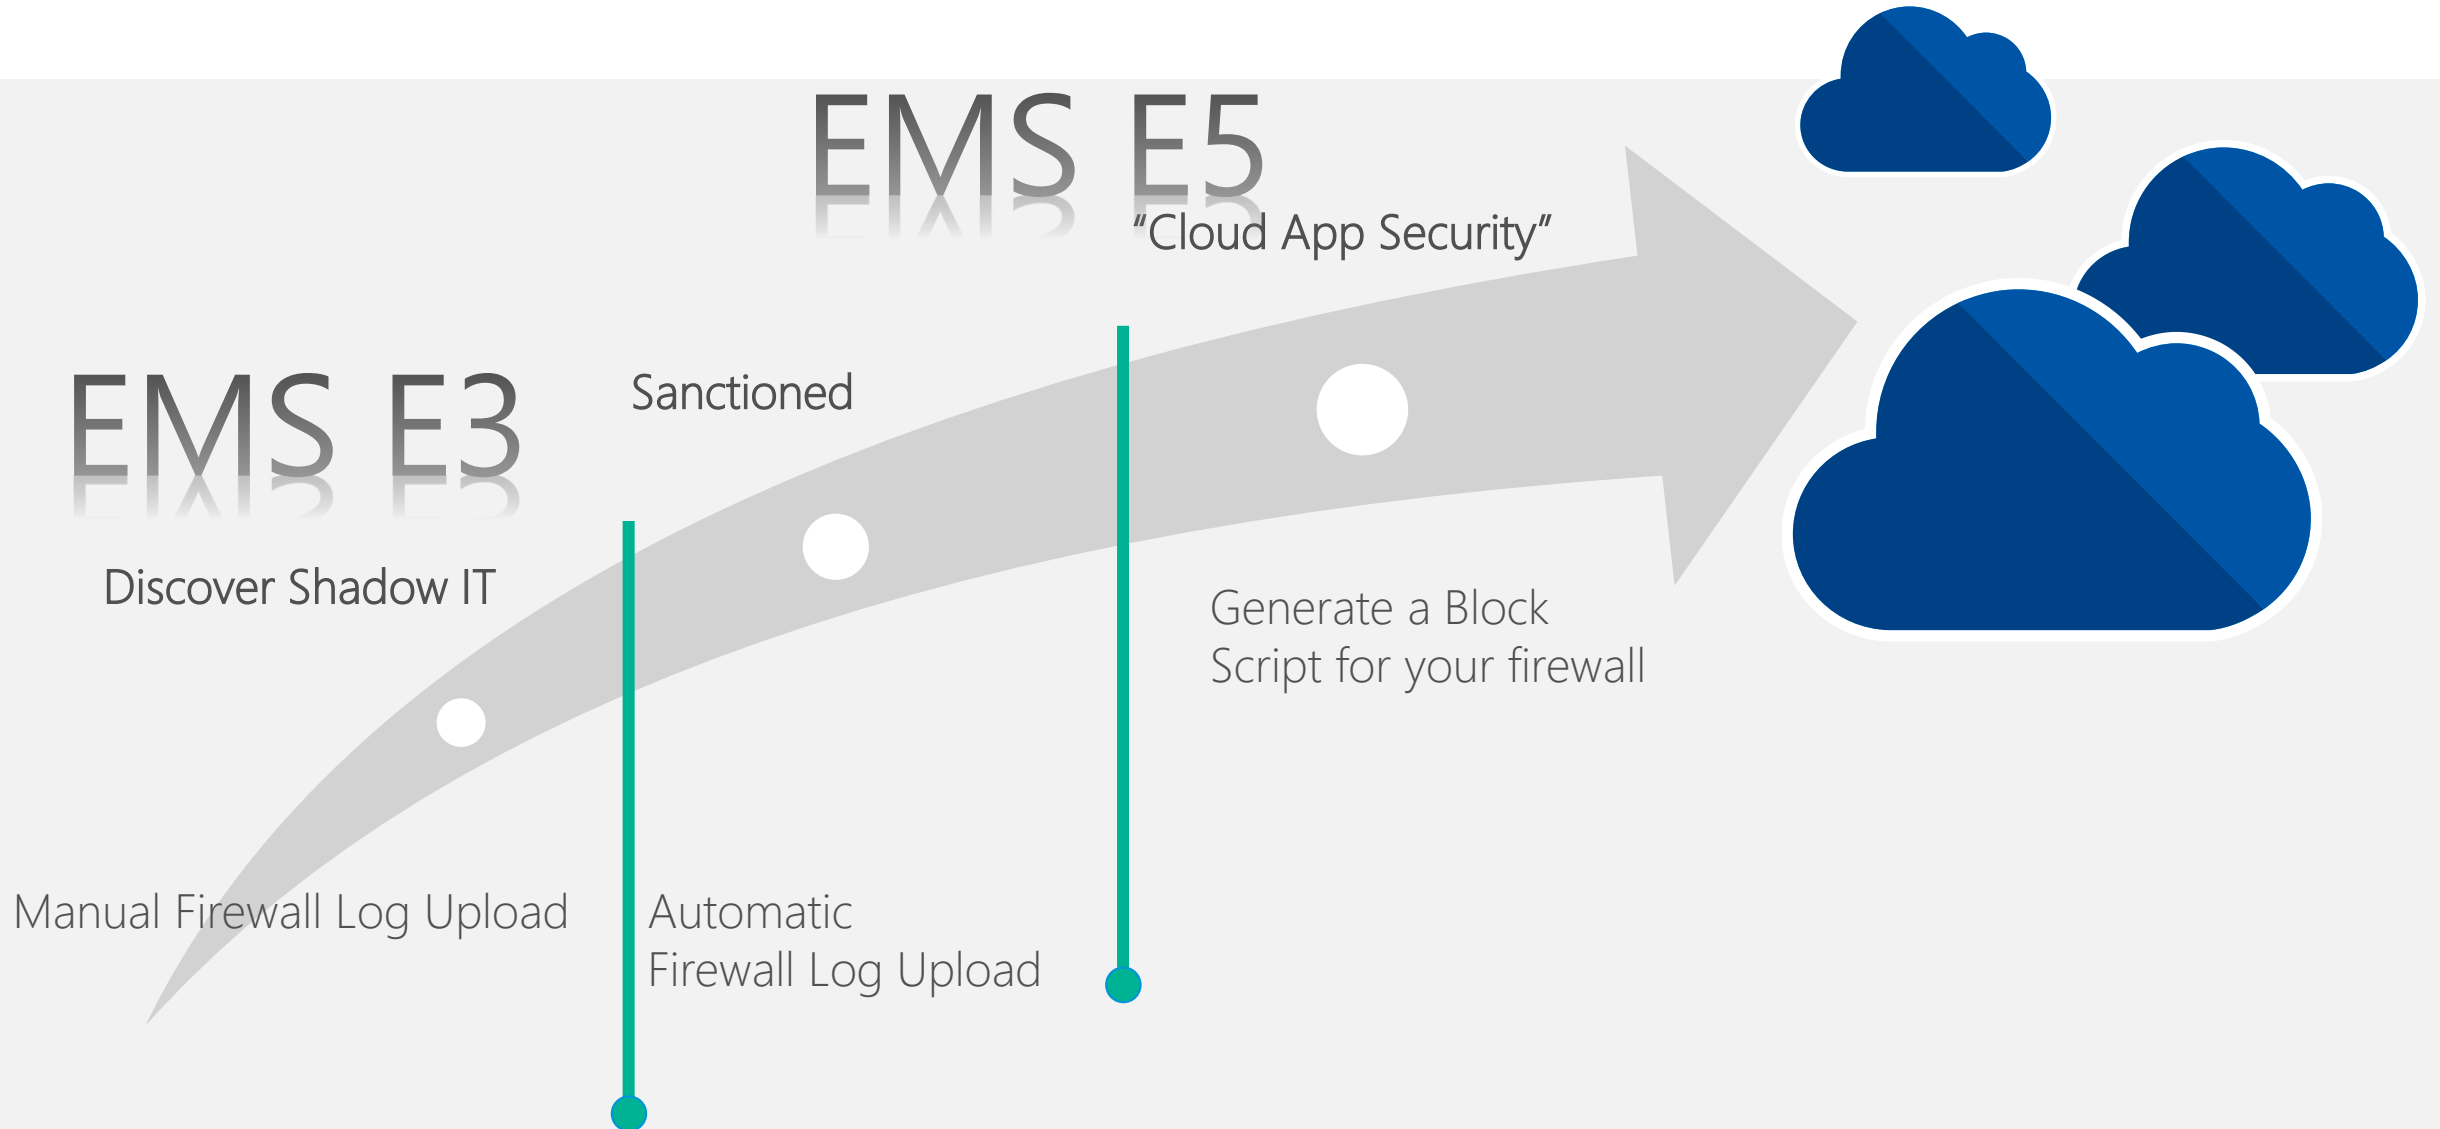 EMS E5
“Cloud App Security”
EMS E3
Sanctioned
Discover Shadow IT
Generate a Block
Script for your firewall
Manual Firewall Log Upload
Automatic
Firewall Log Upload